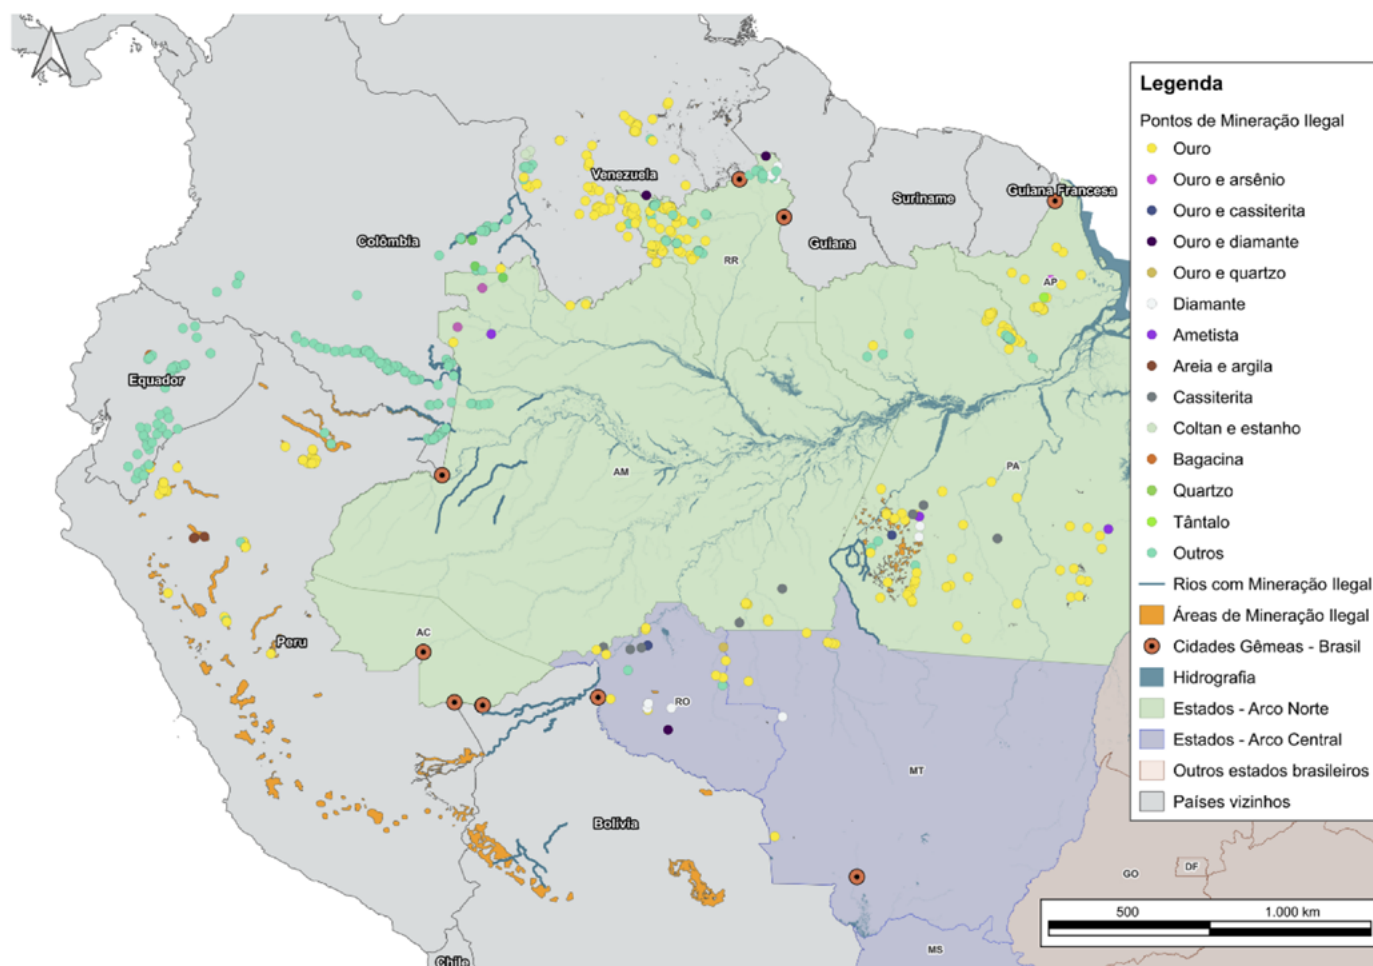 Legenda
Pontos de Mineração Ilegal
Ouro
Ouro e arsênio
Ouro e cassiterita
Ouro e diamante
Ouro e quartzo
Diamante
Ametista
Areia e argila
Cassiterita
Coltan e estanho
Bagacina
Quartzo
Tântalo
Outros
Rios com Mineração Ilegal
Áreas de Mineração Ilegal
Cidades Gêmeas - Brasil
Hidrografia
Estados - Arco Norte
Estados - Arco Central
Outros estados brasileiros
Países vizinhos
Venezuela
Guiana Francesa
Suriname
Colômbia
Guiana
RR
AP
Equador
AM
PA
AC
Peru
RO
MT
Bolívia
GO
DF
500
1.000 km
MS
Chile